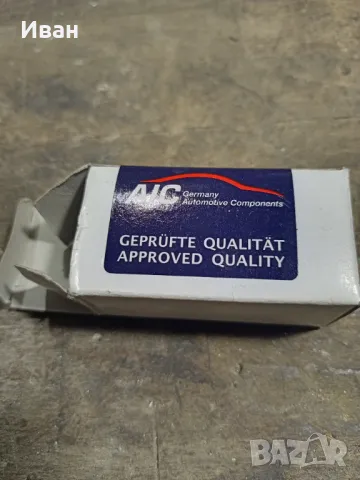 Иван
AIC Germany
Automotive Components
GEPRÜFTE QUALITÄT
APPROVED QUALITY
BAZAR